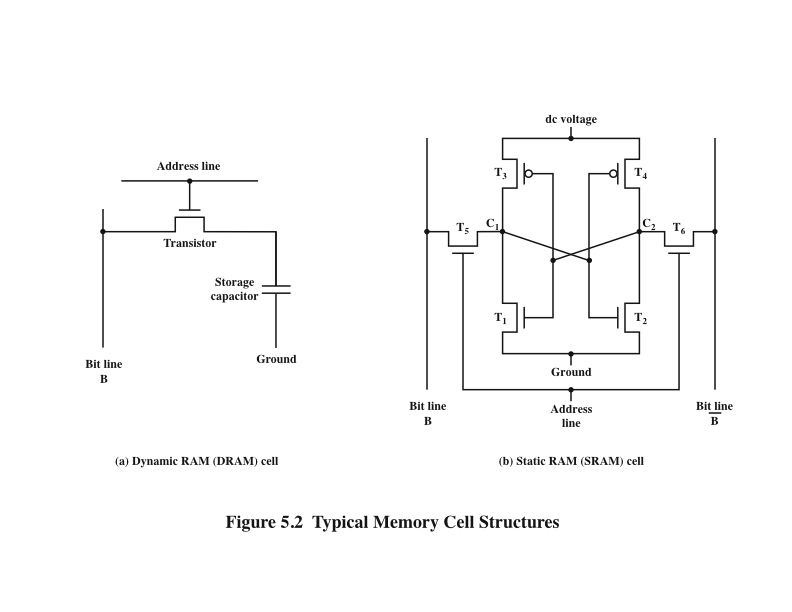 Address line
Transistor
Storage
capacitor
Bit line
B
Ground
(a) Dynamic RAM (DRAM) cell
dc voltage
T3
T4
T5
C1
C2
T6
T1
T2
Ground
Bit line
B
Address
line
Bit line
B̅
(b) Static RAM (SRAM) cell
Figure 5.2 Typical Memory Cell Structures